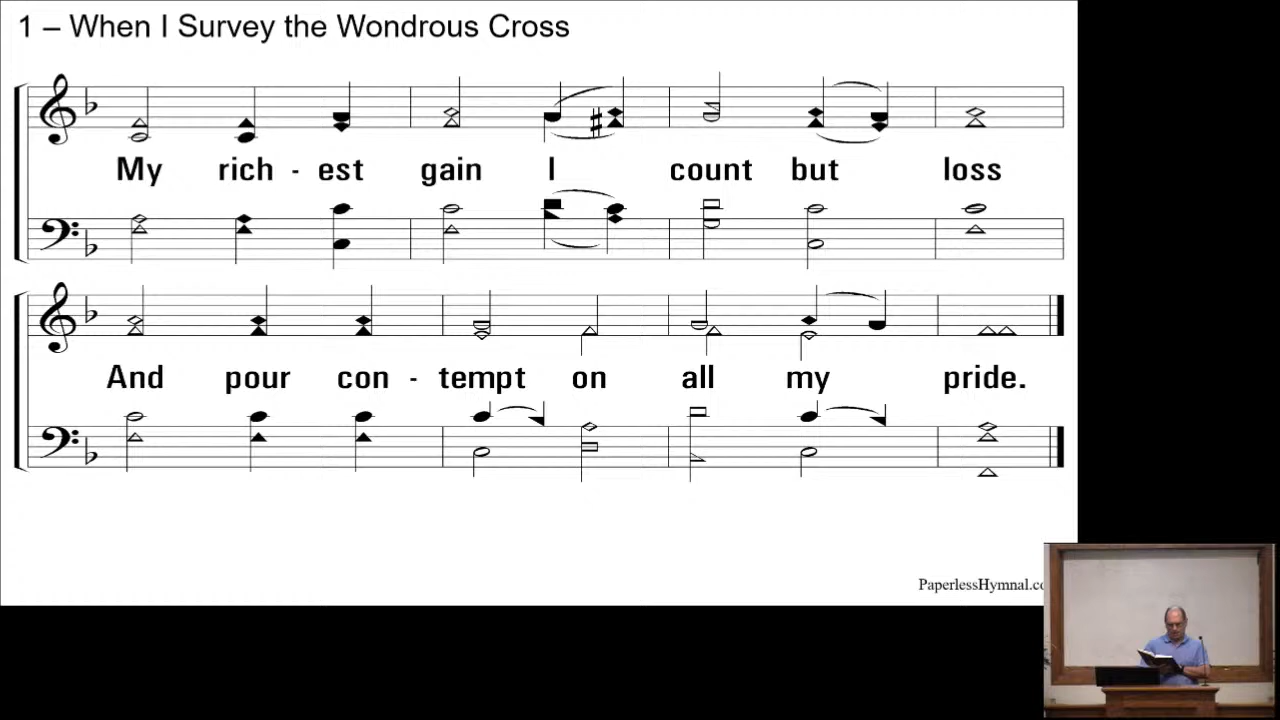 1 – When I Survey the Wondrous Cross
My rich - est gain I count but loss
And pour con - tempt on all my pride.
PaperlessHymnal.co